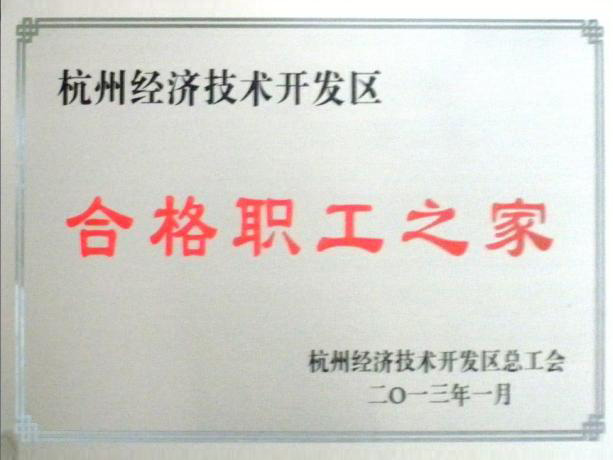 杭州经济技术开发区
合格职工之家
杭州经济技术开发区总工会
二〇一三年一月